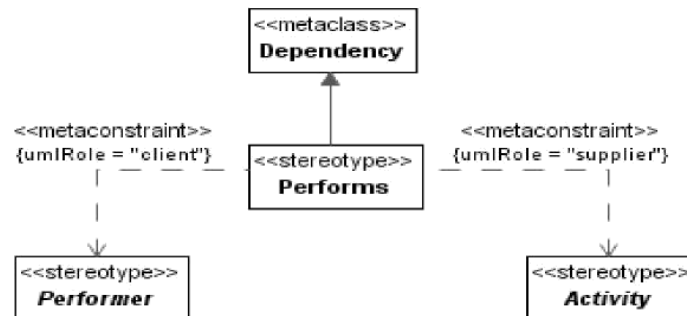 <<metaclass>>
Dependency
<<metaconstraint>>
{umlRole = "client"}
<<metaconstraint>>
{umlRole = "supplier"}
<<stereotype>>
Performs
<<stereotype>>
Performer
<<stereotype>>
Activity